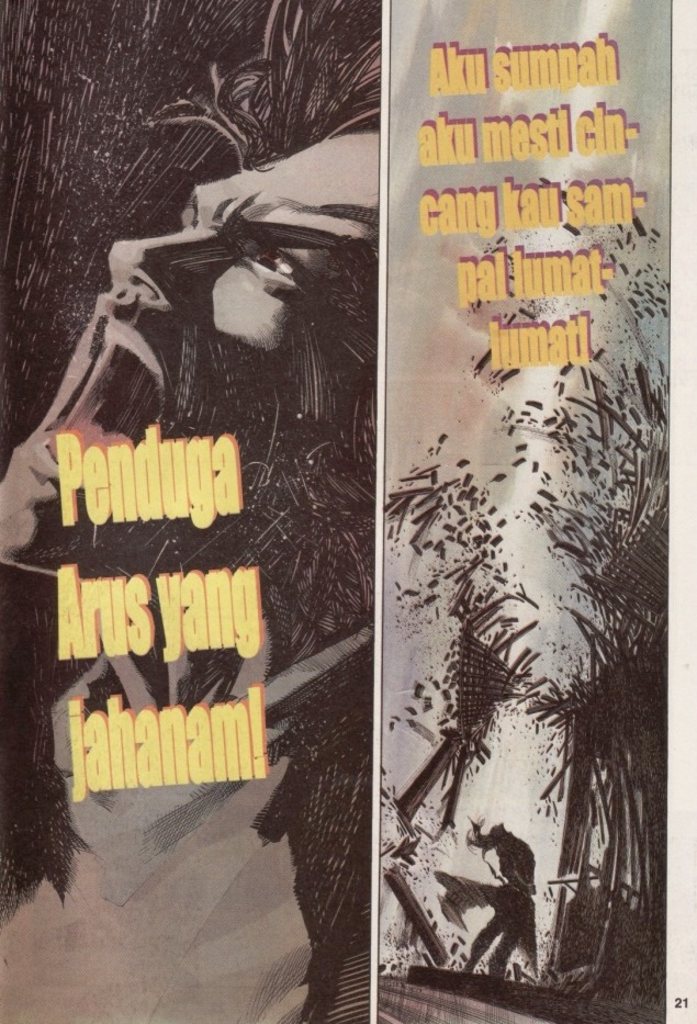 Penduga
Arus yang
jahanam!
Aku sumpah
aku mesti cin-
cang kau sam-
pai lumat-
lumat!
21